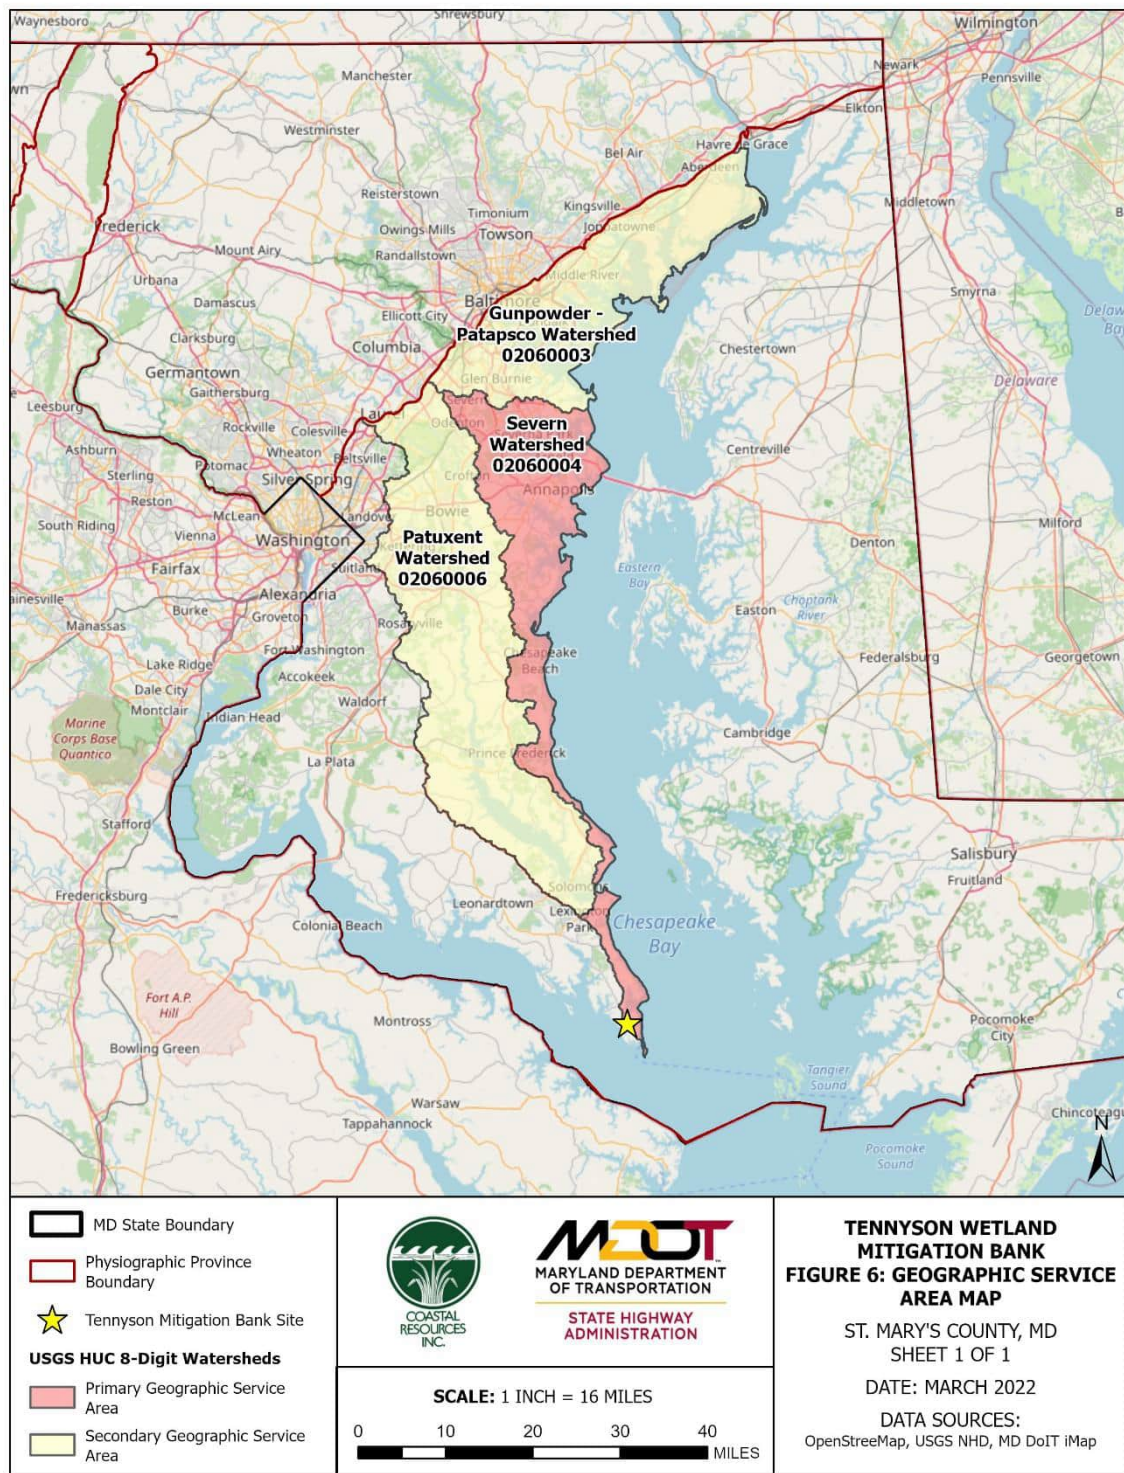 Waynesboro
Shrewsbury
Wilmington
Newark
Pennsville
Manchester
Elkton
Westminster
Bel Air
Havre de Grace
Aberdeen
Reisterstown
Kingsville
Joppatowne
Middletown
Timonium
Owings Mills
Towson
Frederick
Mount Airy
Randallstown
Middle River
Urbana
Baltimore
Smyrna
Damascus
Ellicott City
Gunpowder -
Patapsco Watershed
02060003
Clarksburg
Columbia
Chestertown
Germantown
Glen Burnie
Delaware
Gaithersburg
Leesburg
Laurel
Severn
Watershed
02060004
Odenton
Rockville
Colesville
Ashburn
Wheaton
Beltsville
Centreville
Potomac
Sterling
Silver Spring
Crofton
Reston
Annapolis
McLean
Landover
Bowie
South Riding
Vienna
Washington
Milford
Patuxent
Watershed
02060006
Kettering
Denton
Fairfax
Suitland
Eastern
Bay
Alexandria
Choptank
River
Burke
Groveton
Easton
Manassas
Rosaryville
Fort Washington
Chesapeake
Beach
Federalsburg
Georgetown
Lake Ridge
Accokeek
Dale City
Waldorf
Montclair
Indian Head
Marine
Corps Base
Quantico
Cambridge
La Plata
Prince Frederick
Stafford
Salisbury
Fruitland
Solomons
Fredericksburg
Leonardtown
Lexington
Park
Colonial Beach
Chesapeake
Bay
Fort A.P.
Hill
Montross
Pocomoke
City
Bowling Green
Tangier
Sound
Warsaw
Tappahannock
Pocomoke
Sound
N
MD State Boundary
Physiographic Province
Boundary
Tennyson Mitigation Bank Site
USGS HUC 8-Digit Watersheds
Primary Geographic Service
Area
Secondary Geographic Service
Area
COASTAL
RESOURCES
INC.
MDOT
MARYLAND DEPARTMENT
OF TRANSPORTATION
STATE HIGHWAY
ADMINISTRATION
SCALE: 1 INCH = 16 MILES
0 10 20 30 40
MILES
TENNYSON WETLAND
MITIGATION BANK
FIGURE 6: GEOGRAPHIC SERVICE
AREA MAP
ST. MARY'S COUNTY, MD
SHEET 1 OF 1
DATE: MARCH 2022
DATA SOURCES:
OpenStreeMap, USGS NHD, MD DoIT iMap